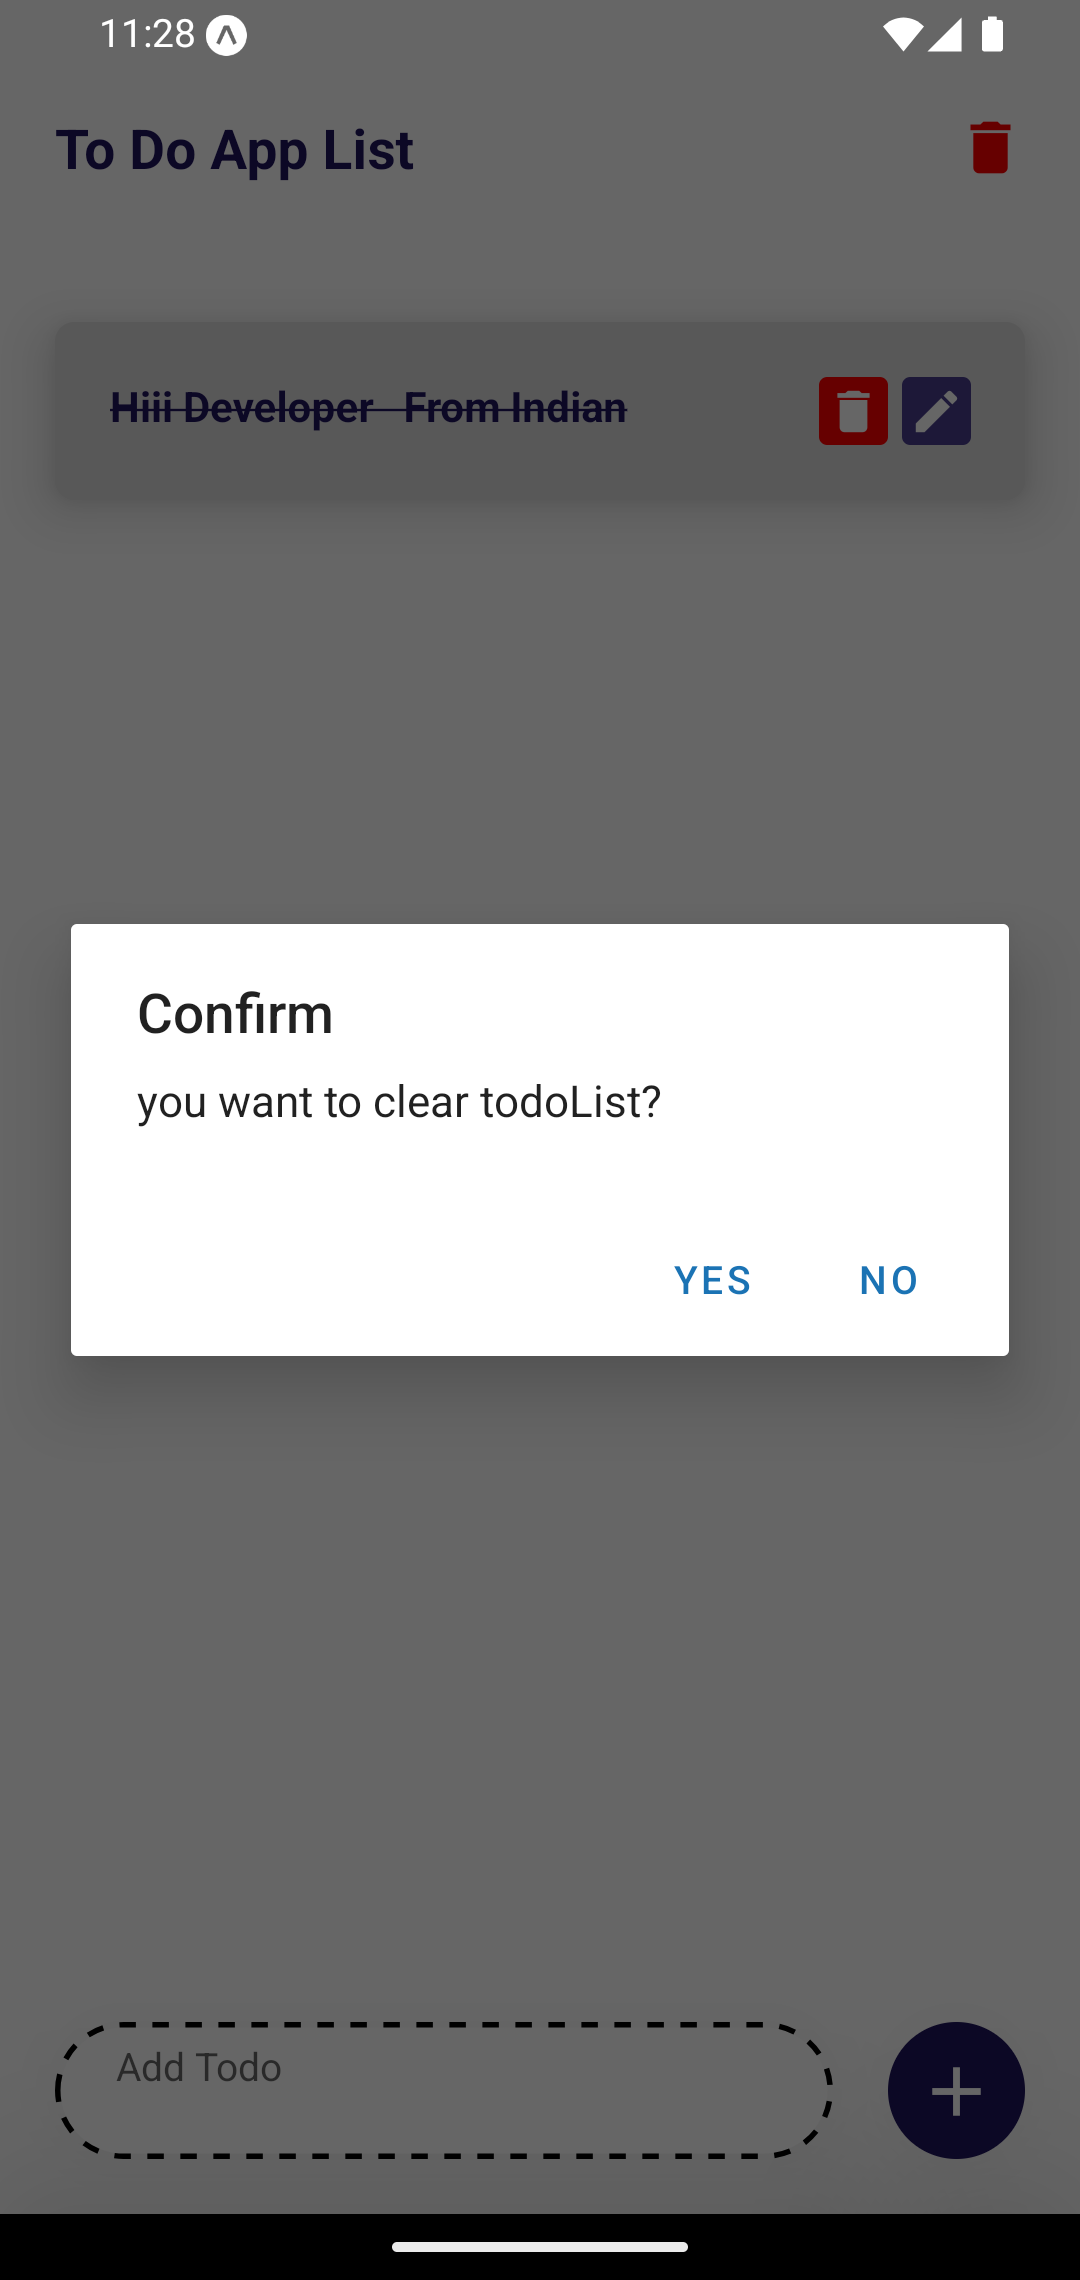 11:28
To Do App List
Hiii Developer  From Indian
Confirm
you want to clear todoList?
YES NO
Add Todo